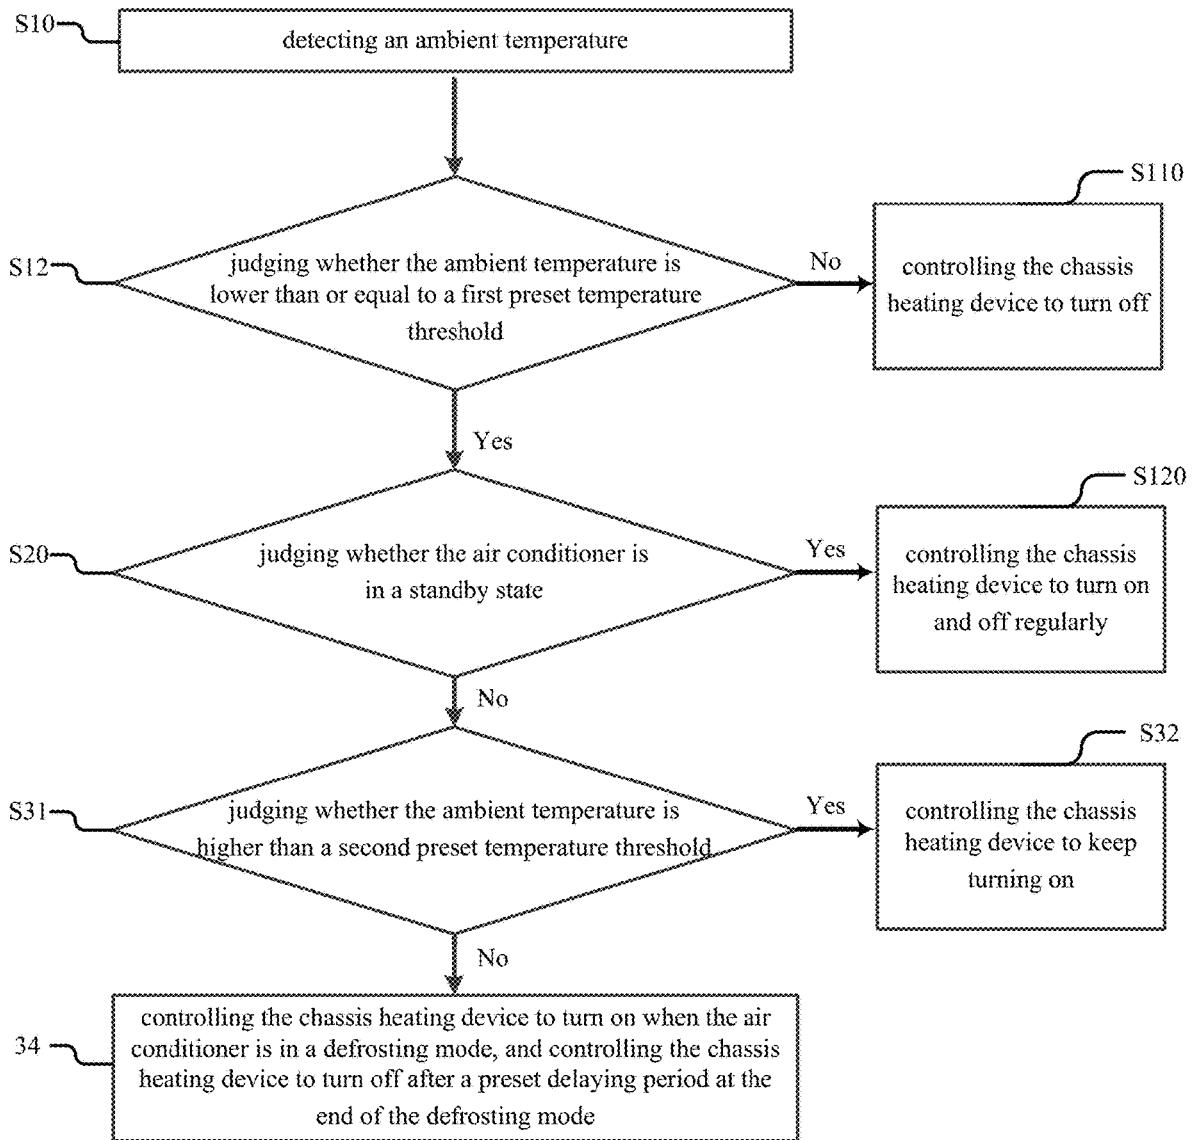 S10
detecting an ambient temperature
S110
S12
judging whether the ambient temperature is
lower than or equal to a first preset temperature
threshold
No
controlling the chassis
heating device to turn off
Yes
S120
S20
judging whether the air conditioner is
in a standby state
Yes
controlling the chassis
heating device to turn on
and off regularly
No
S32
S31
judging whether the ambient temperature is
higher than a second preset temperature threshold
Yes
controlling the chassis
heating device to keep
turning on
No
34
controlling the chassis heating device to turn on when the air
conditioner is in a defrosting mode, and controlling the chassis
heating device to turn off after a preset delaying period at the
end of the defrosting mode